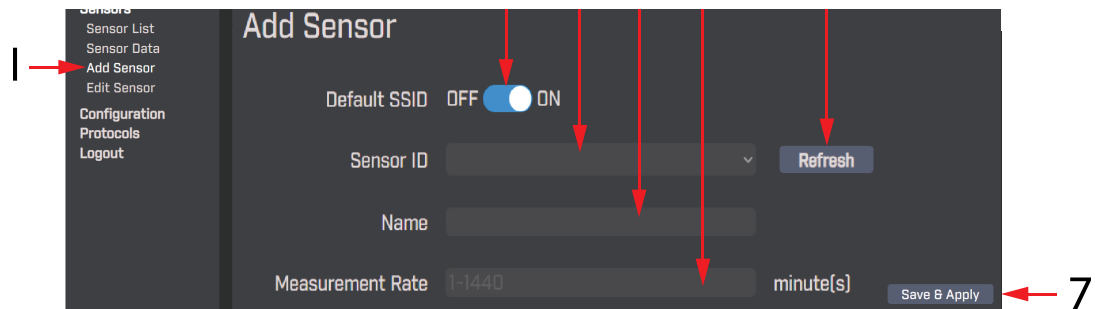 Sensors
Sensor List
Sensor Data
1 Add Sensor
Edit Sensor
Configuration
Protocols
Logout
Add Sensor
Default SSID OFF ON
Sensor ID Refresh
Name
Measurement Rate 1-1440 minute(s)
Save & Apply 7